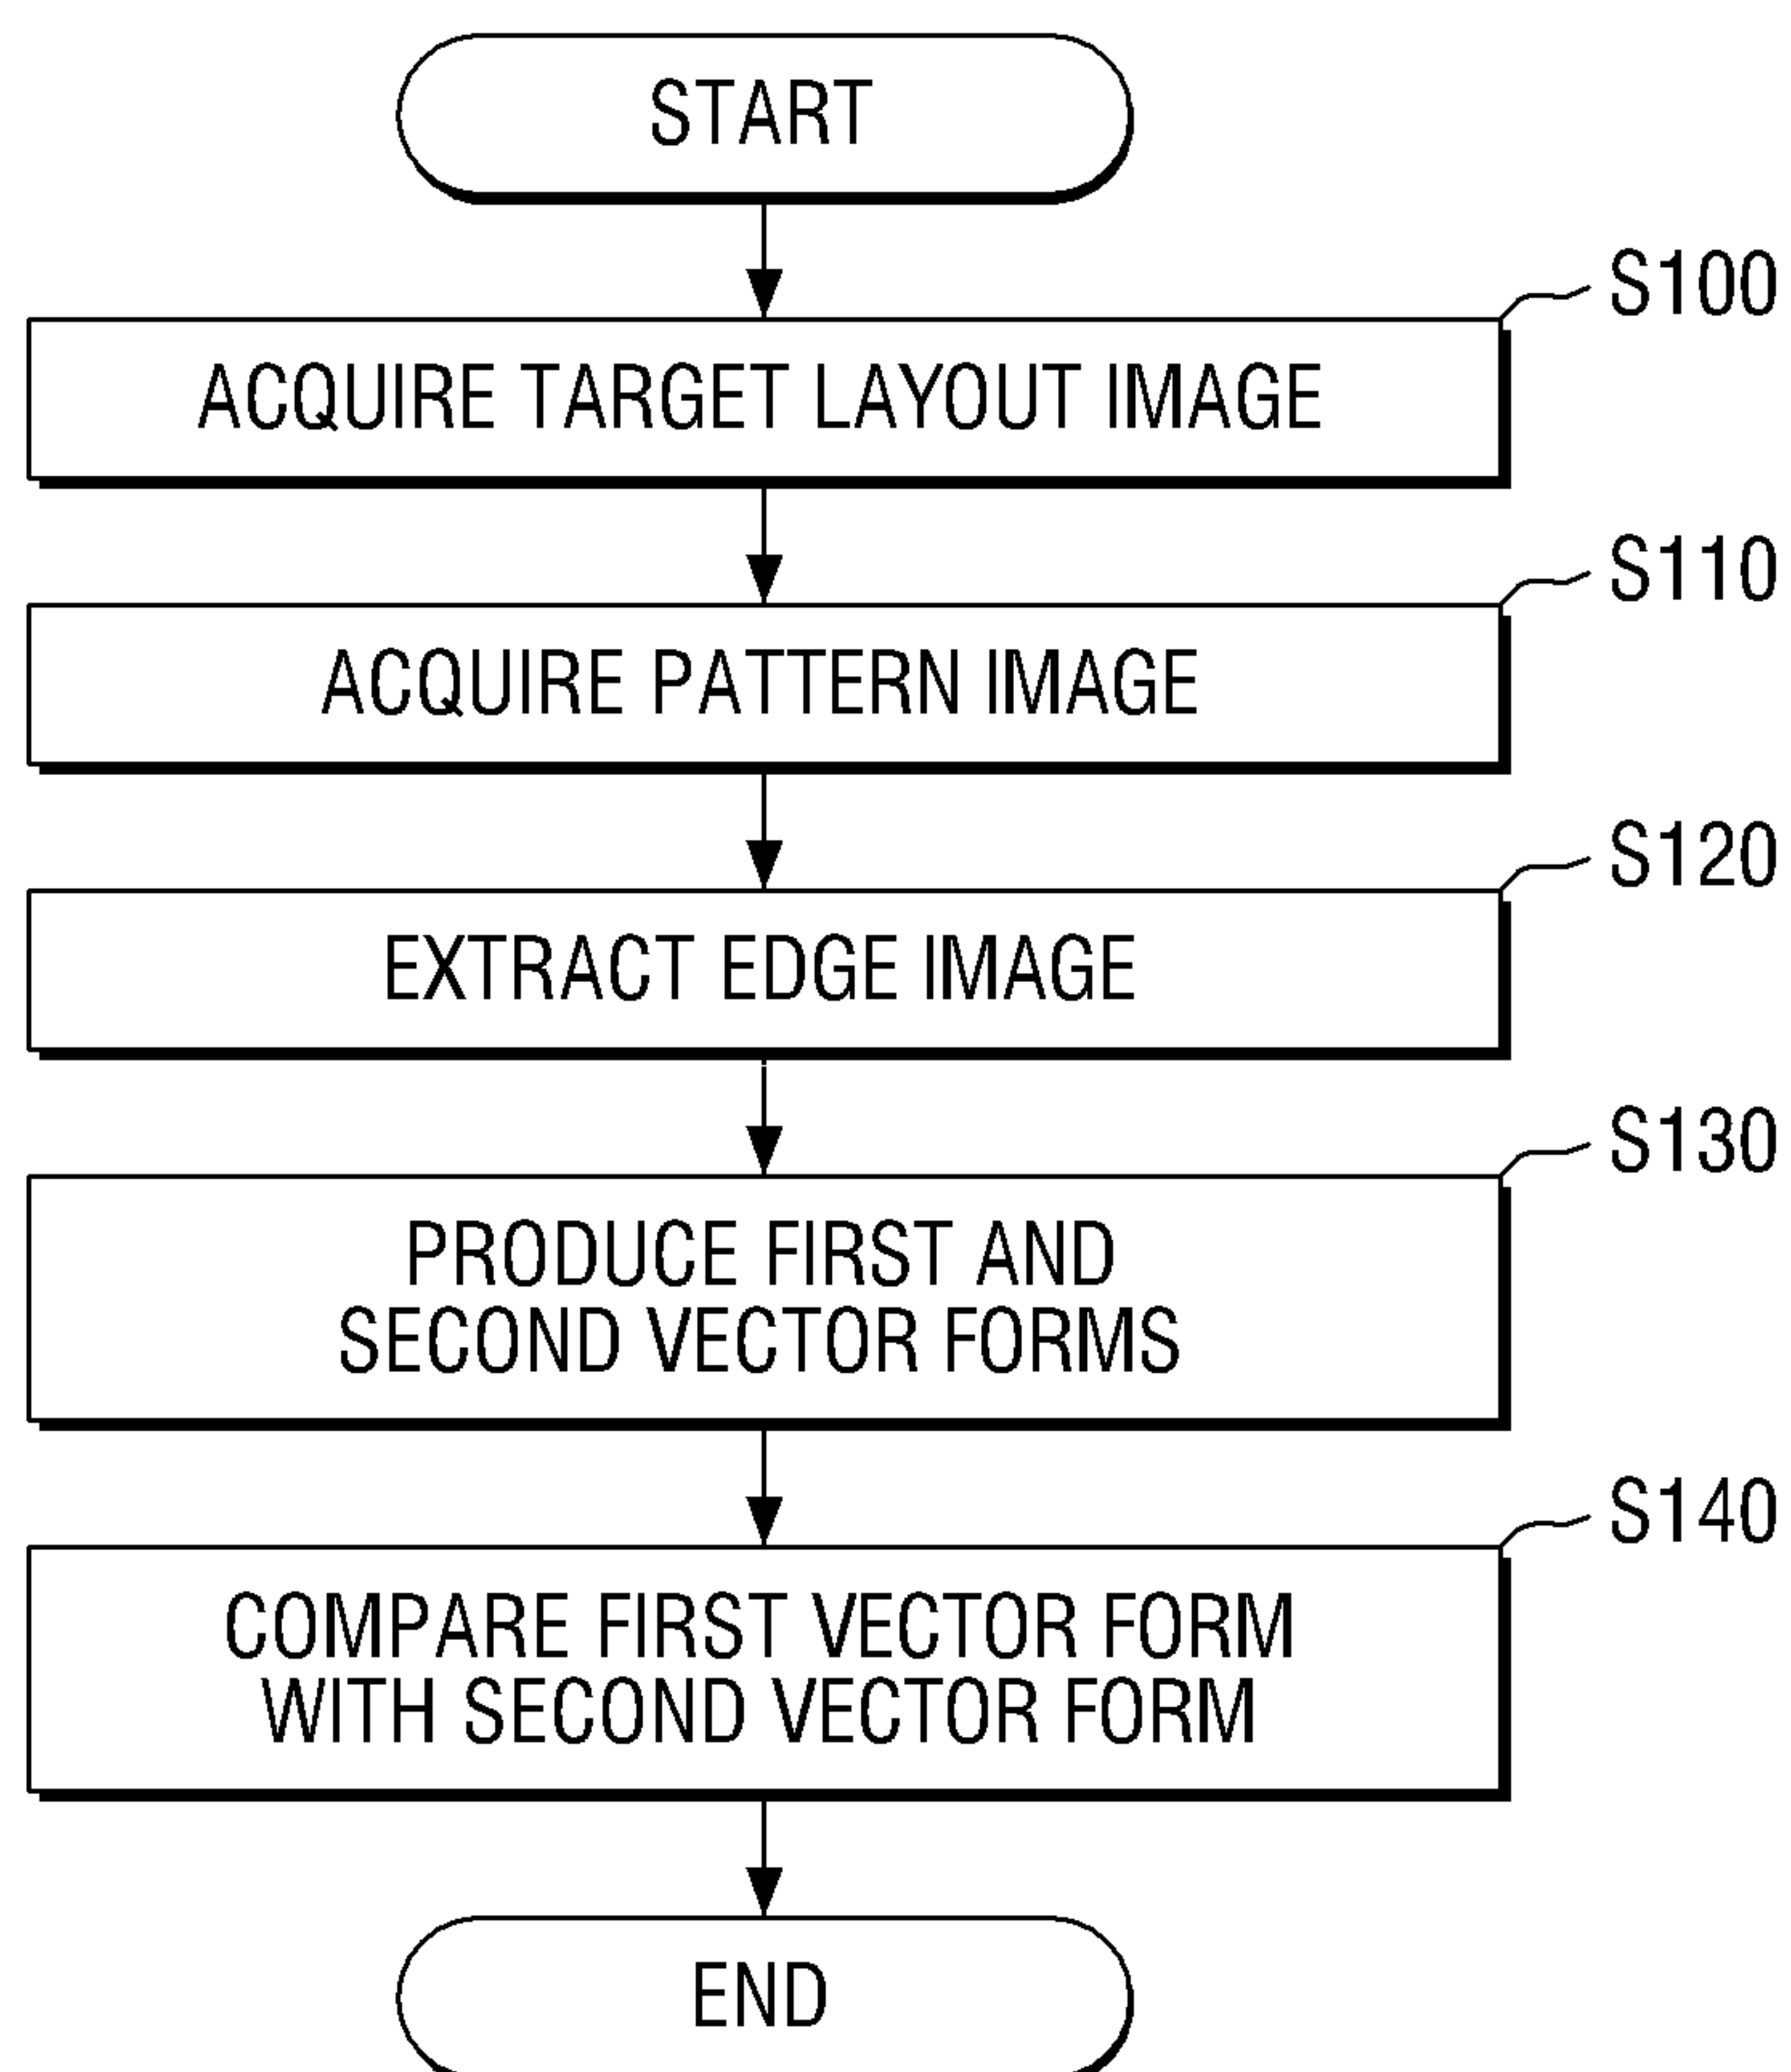 START
S100
ACQUIRE TARGET LAYOUT IMAGE
S110
ACQUIRE PATTERN IMAGE
S120
EXTRACT EDGE IMAGE
S130
PRODUCE FIRST AND
SECOND VECTOR FORMS
S140
COMPARE FIRST VECTOR FORM
WITH SECOND VECTOR FORM
END